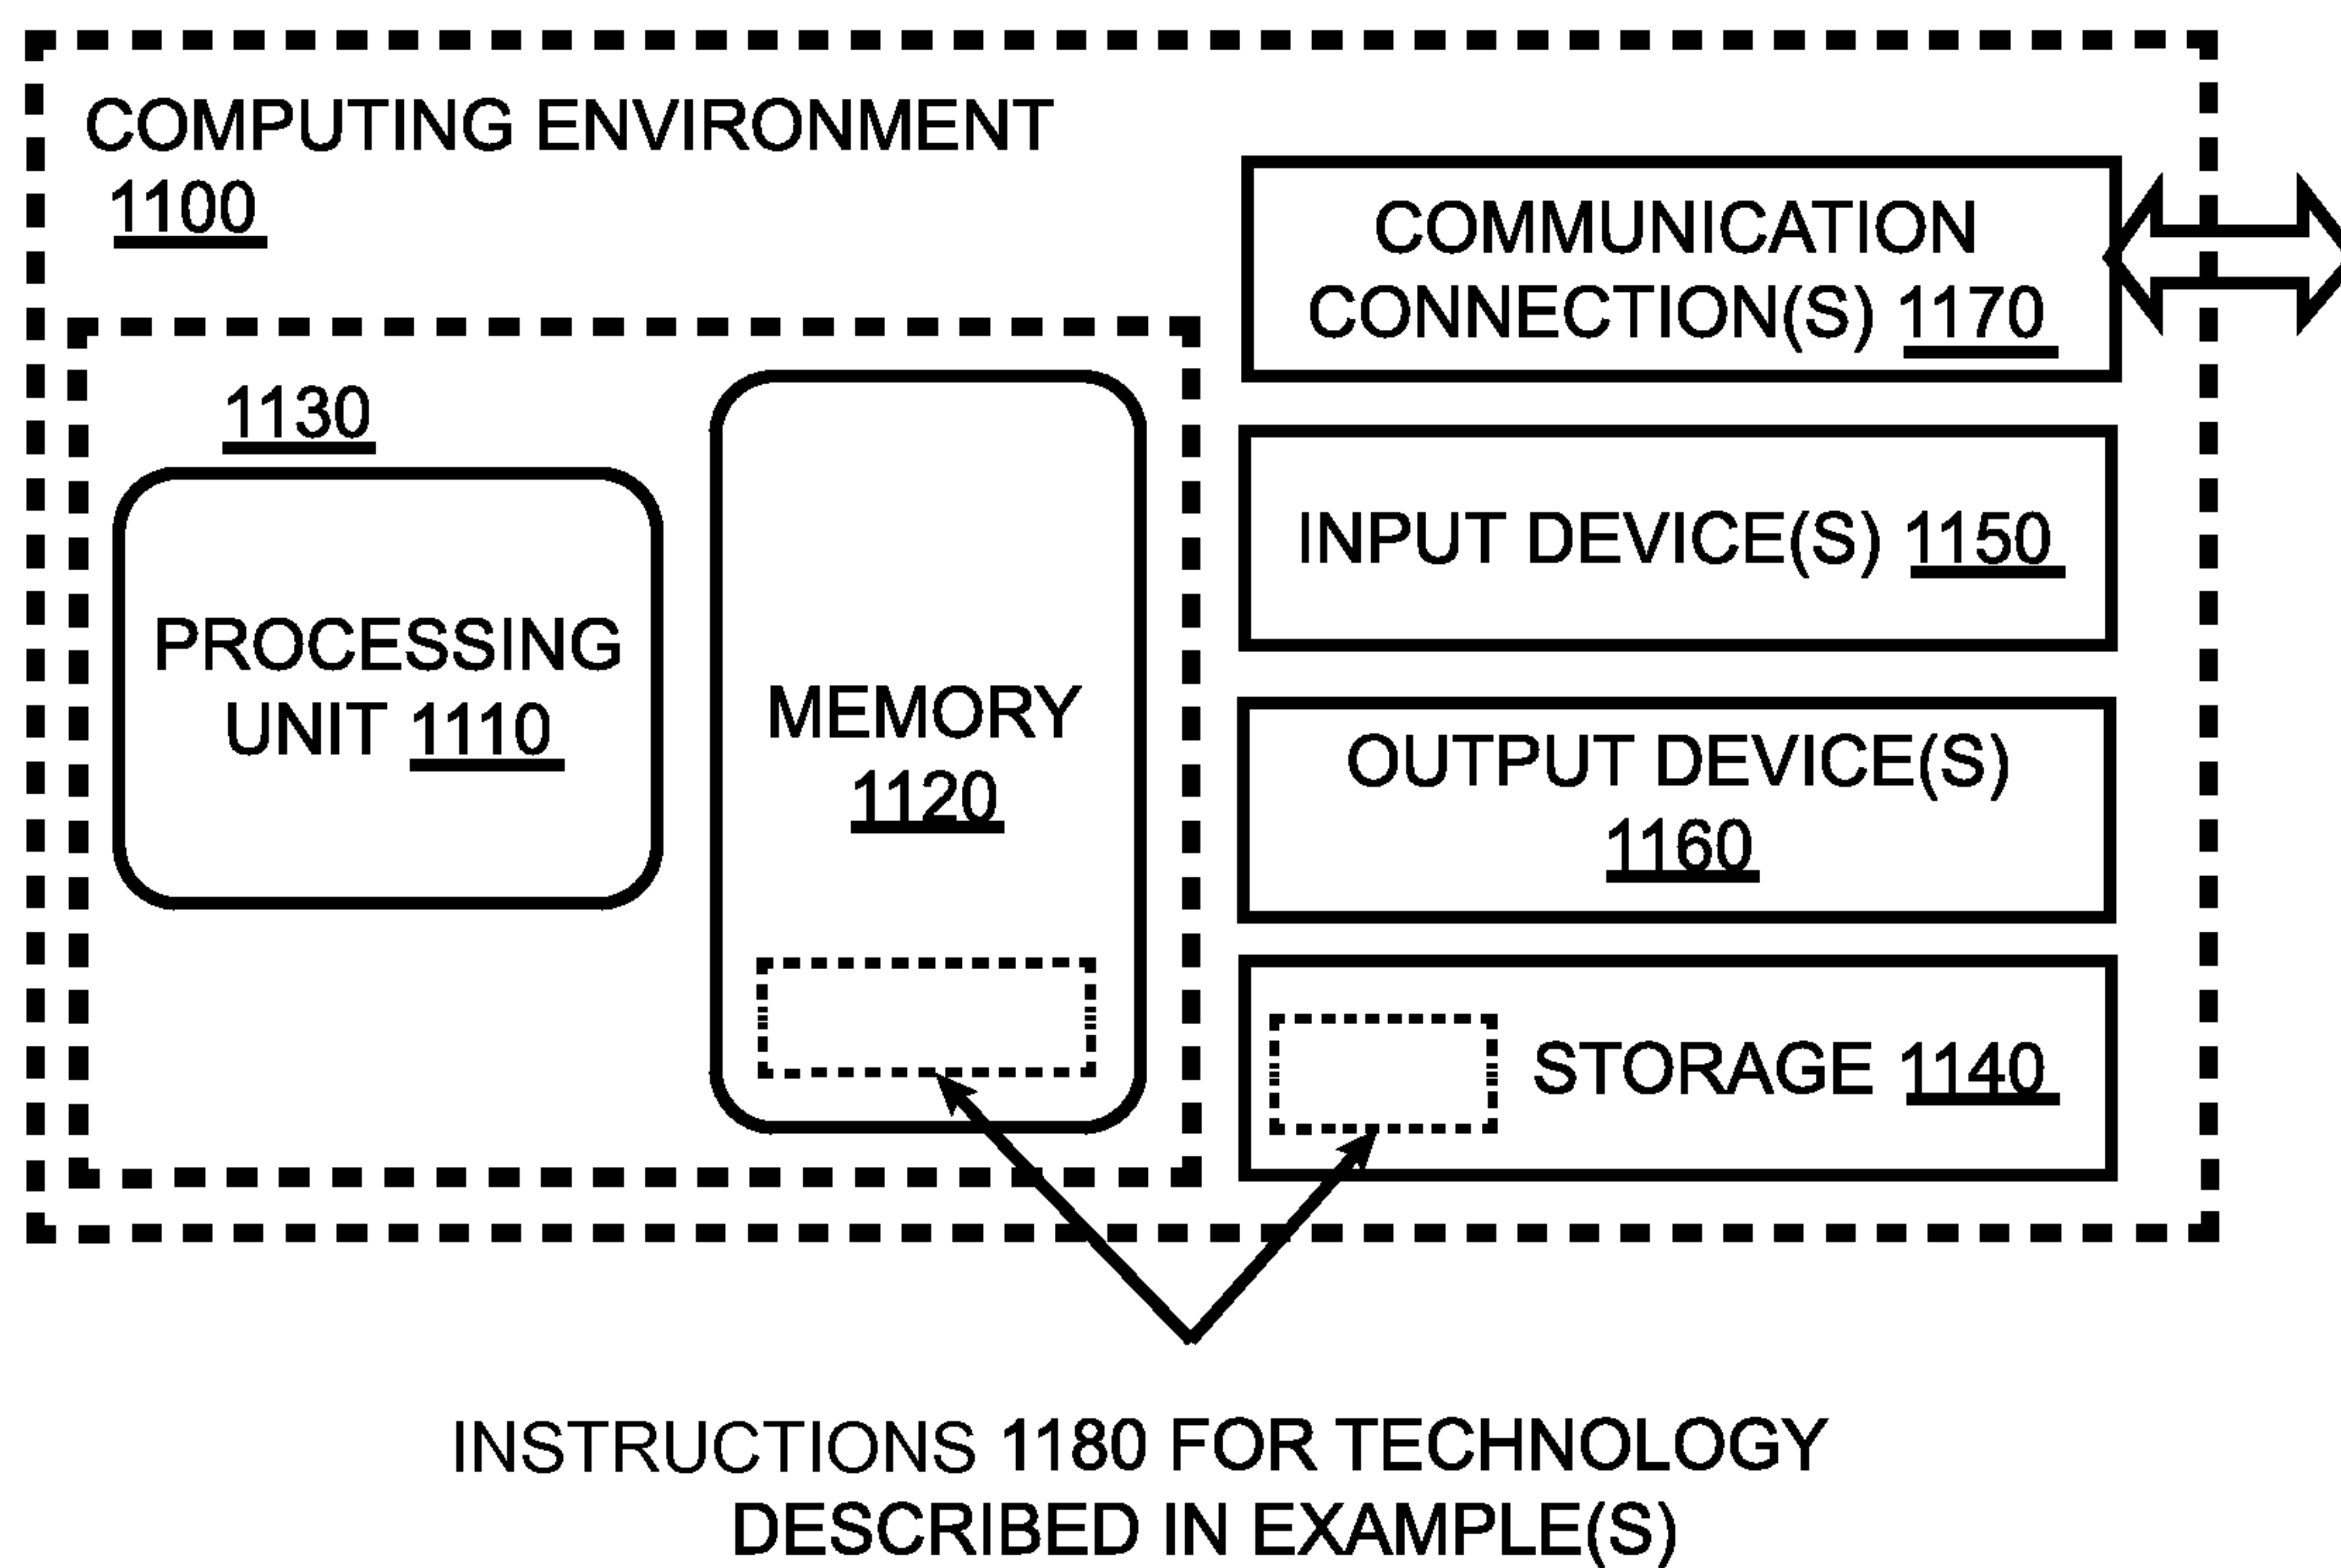 COMPUTING ENVIRONMENT
1100
1130
PROCESSING
UNIT 1110
MEMORY
1120
COMMUNICATION
CONNECTION(S) 1170
INPUT DEVICE(S) 1150
OUTPUT DEVICE(S)
1160
STORAGE 1140
INSTRUCTIONS 1180 FOR TECHNOLOGY
DESCRIBED IN EXAMPLE(S)